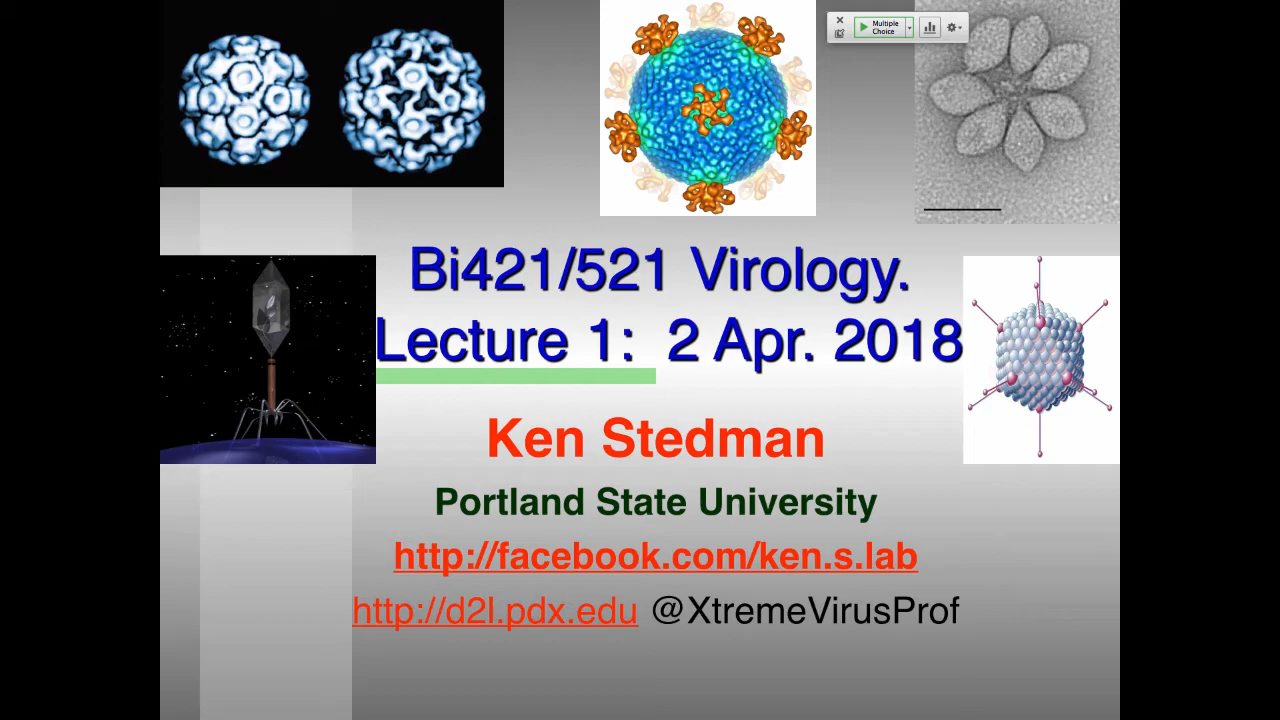 Multiple
Choice
Bi421/521 Virology.
Lecture 1: 2 Apr. 2018
Ken Stedman
Portland State University
http://facebook.com/ken.s.lab
http://d2l.pdx.edu @XtremeVirusProf